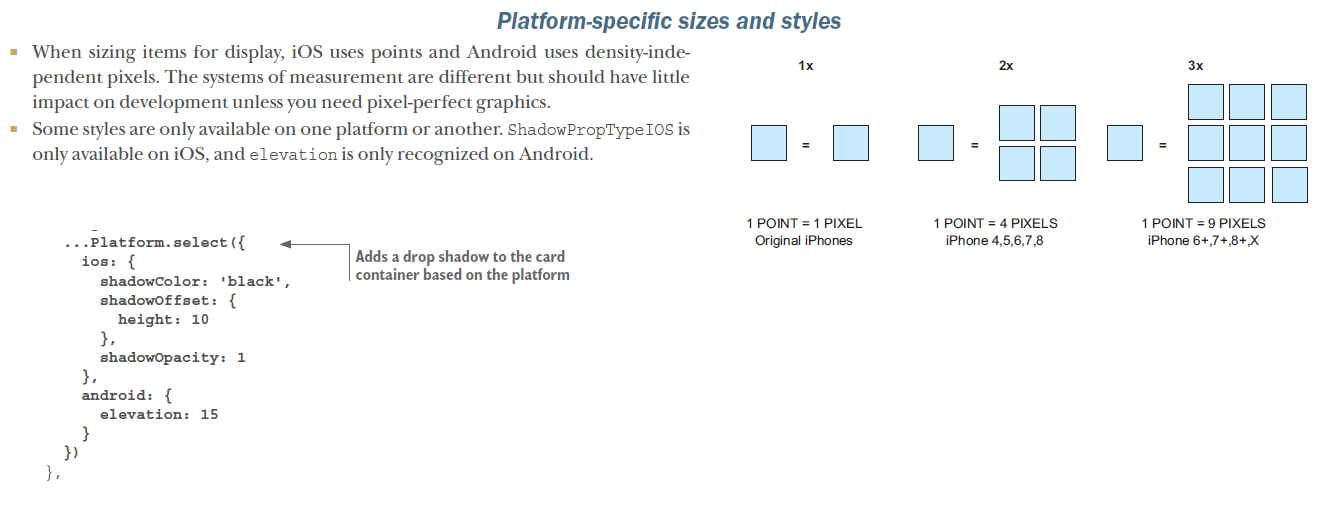 Platform-specific sizes and styles
▪ When sizing items for display, iOS uses points and Android uses density-inde-
pendent pixels. The systems of measurement are different but should have little
impact on development unless you need pixel-perfect graphics.
▪ Some styles are only available on one platform or another. ShadowPropTypeIOS is
only available on iOS, and elevation is only recognized on Android.
...Platform.select({
ios: {
shadowColor: 'black',
shadowOffset: {
height: 10
},
shadowOpacity: 1
},
android: {
elevation: 15
}
})
},
Adds a drop shadow to the card
container based on the platform
1x
=
1 POINT = 1 PIXEL
Original iPhones
2x
=
1 POINT = 4 PIXELS
iPhone 4,5,6,7,8
3x
=
1 POINT = 9 PIXELS
iPhone 6+,7+,8+,X